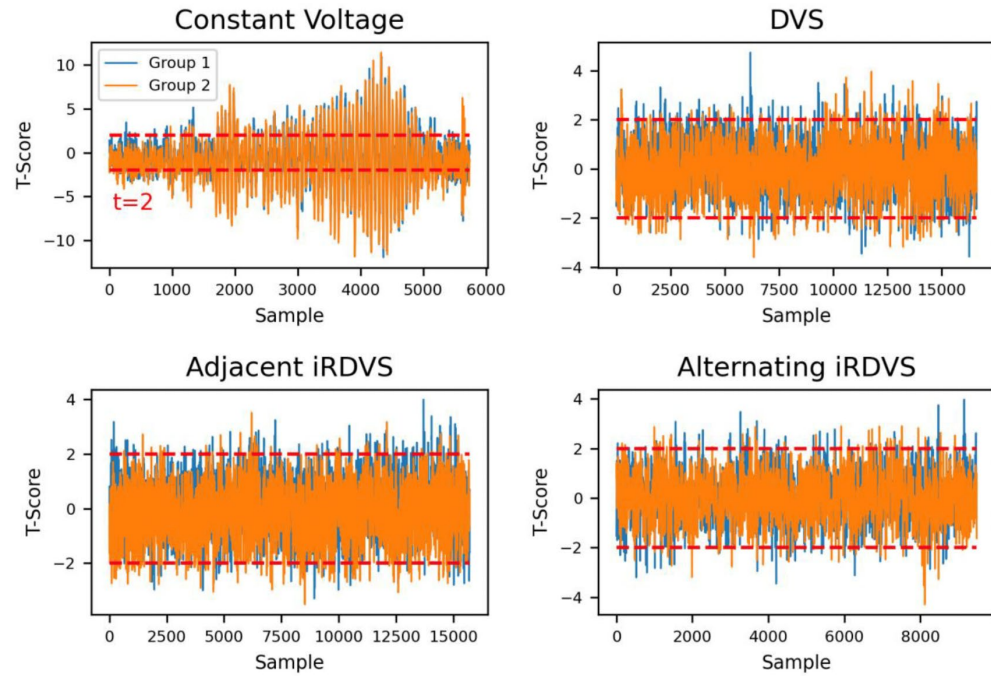 Constant Voltage
T-Score
10
5
0
−5
−10
Group 1
Group 2
t=2
0 1000 2000 3000 4000 5000 6000
Sample
DVS
T-Score
4
2
0
−2
−4
0 2500 5000 7500 10000 12500 15000
Sample
Adjacent iRDVS
T-Score
4
2
0
−2
0 2500 5000 7500 10000 12500 15000
Sample
Alternating iRDVS
T-Score
4
2
0
−2
−4
0 2000 4000 6000 8000
Sample